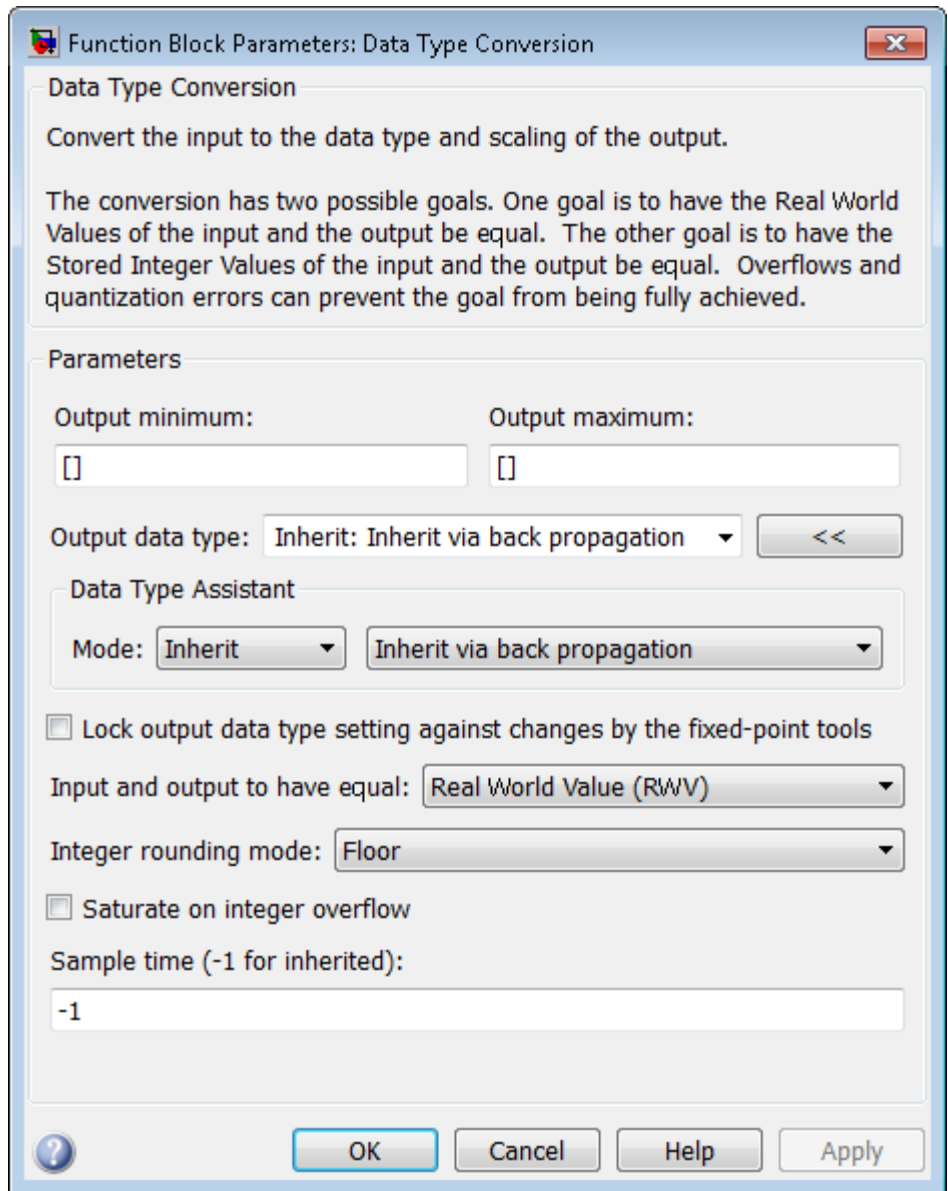 Function Block Parameters: Data Type Conversion
Data Type Conversion
Convert the input to the data type and scaling of the output.
The conversion has two possible goals. One goal is to have the Real World
Values of the input and the output be equal.  The other goal is to have the
Stored Integer Values of the input and the output be equal.  Overflows and
quantization errors can prevent the goal from being fully achieved.
Parameters
Output minimum: Output maximum:
[] []
Output data type: Inherit: Inherit via back propagation <<
Data Type Assistant
Mode: Inherit Inherit via back propagation
Lock output data type setting against changes by the fixed-point tools
Input and output to have equal: Real World Value (RWV)
Integer rounding mode: Floor
Saturate on integer overflow
Sample time (-1 for inherited):
-1
? OK Cancel Help Apply